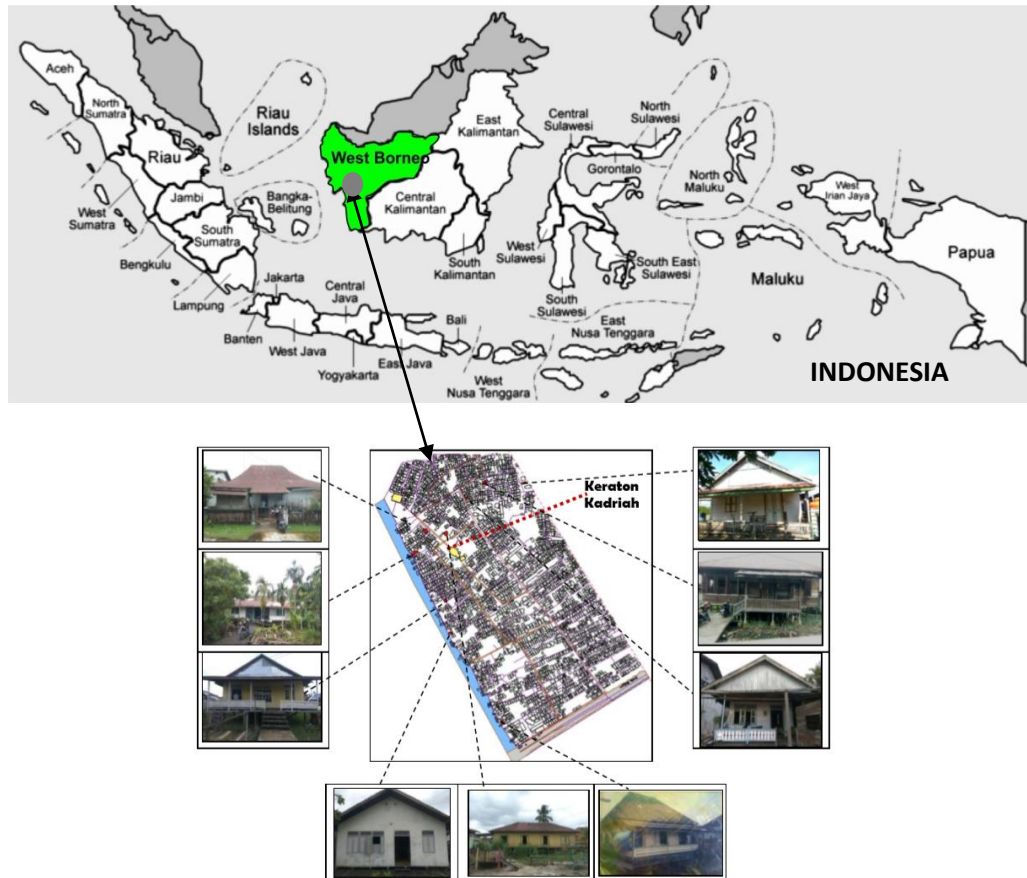 Aceh
North
Sumatra
Riau
Islands
Riau
West
Sumatra
Jambi
Bangka-
Belitung
South
Sumatra
Bengkulu
Lampung
Jakarta
Banten
West Java
Central
Java
Yogyakarta
East Java
Bali
West
Nusa Tenggara
East
Nusa Tenggara
West Borneo
Central
Kalimantan
East
Kalimantan
South
Kalimantan
Central
Sulawesi
North
Sulawesi
Gorontalo
West
Sulawesi
South
Sulawesi
South East
Sulawesi
North
Maluku
Maluku
West
Irian Jaya
Papua
INDONESIA
Keraton
Kadriah